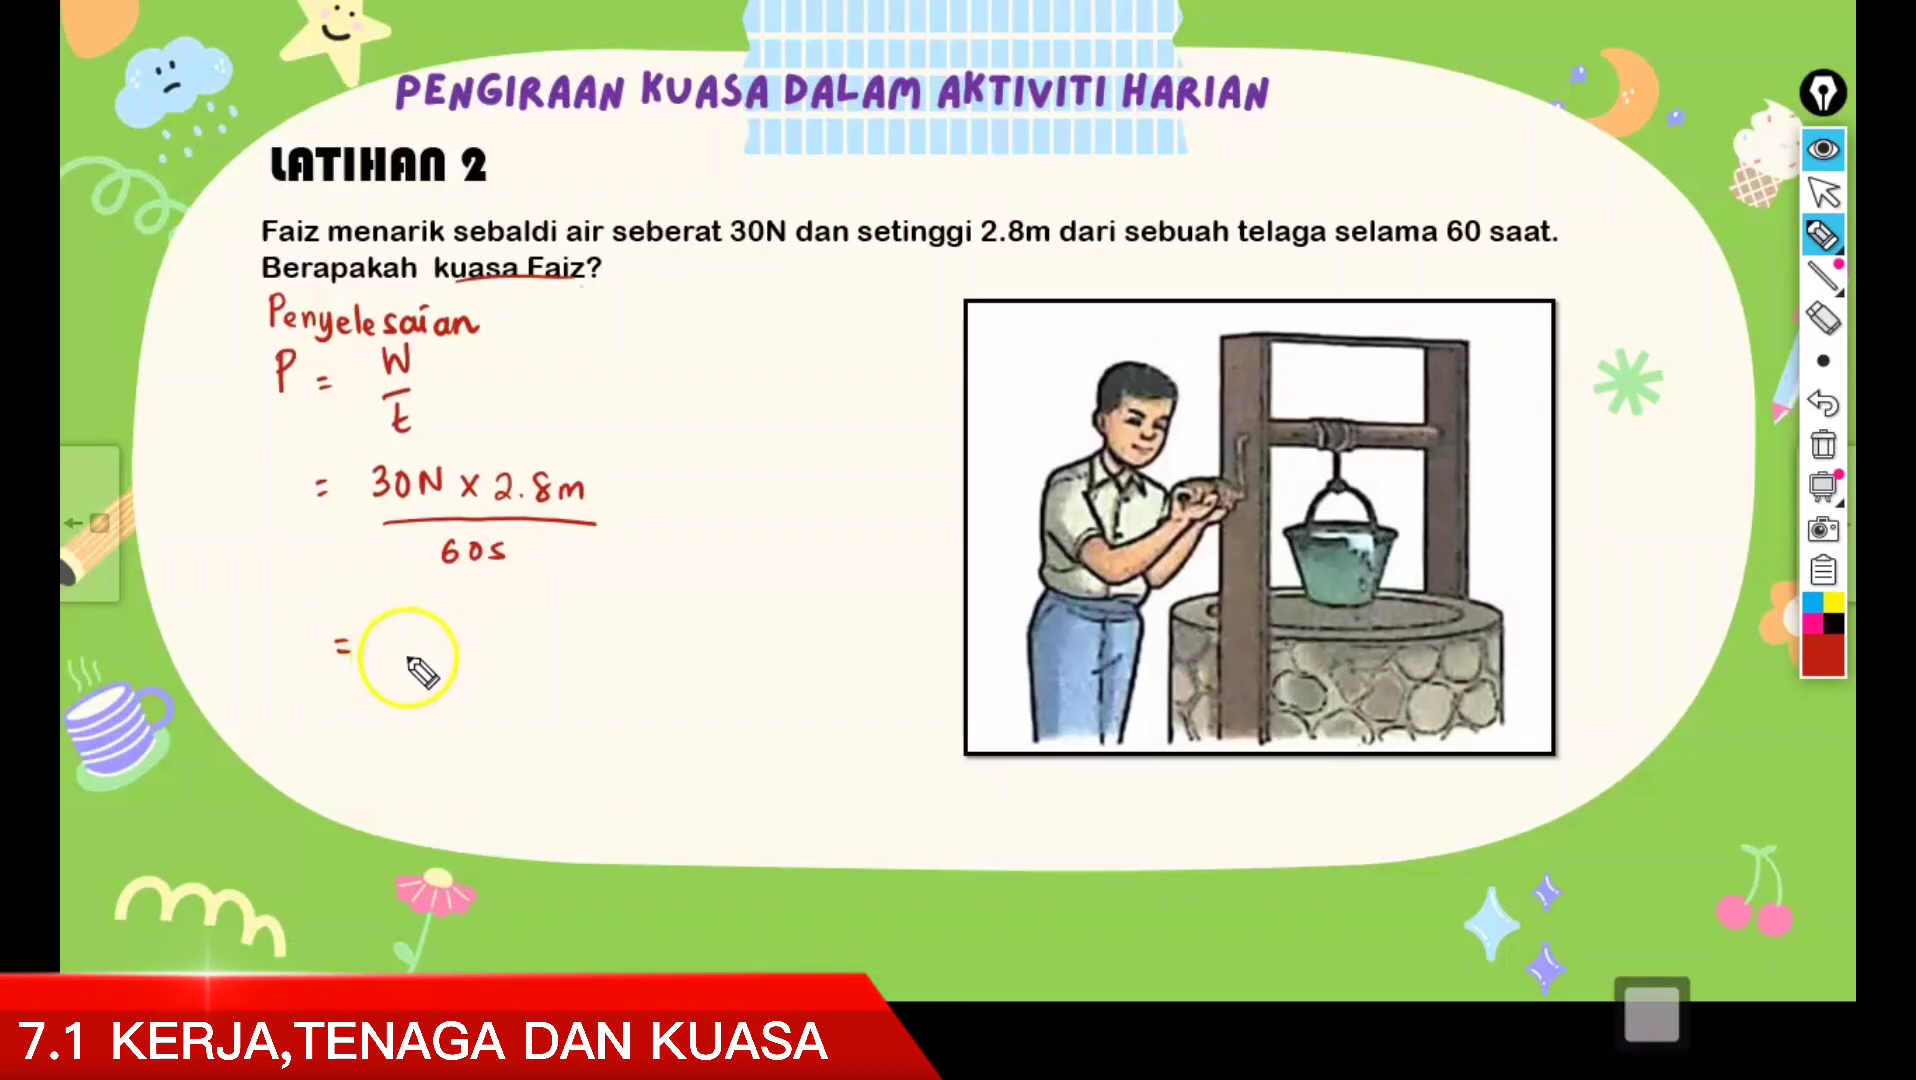 PENGIRAAN KUASA DALAM AKTIVITI HARIAN
LATIHAN 2
Faiz menarik sebaldi air seberat 30N dan setinggi 2.8m dari sebuah telaga selama 60 saat.
Berapakah kuasa Faiz?
Penyelesaian
P = W
t
= 30N x 2.8m
60s
=
7.1 KERJA,TENAGA DAN KUASA